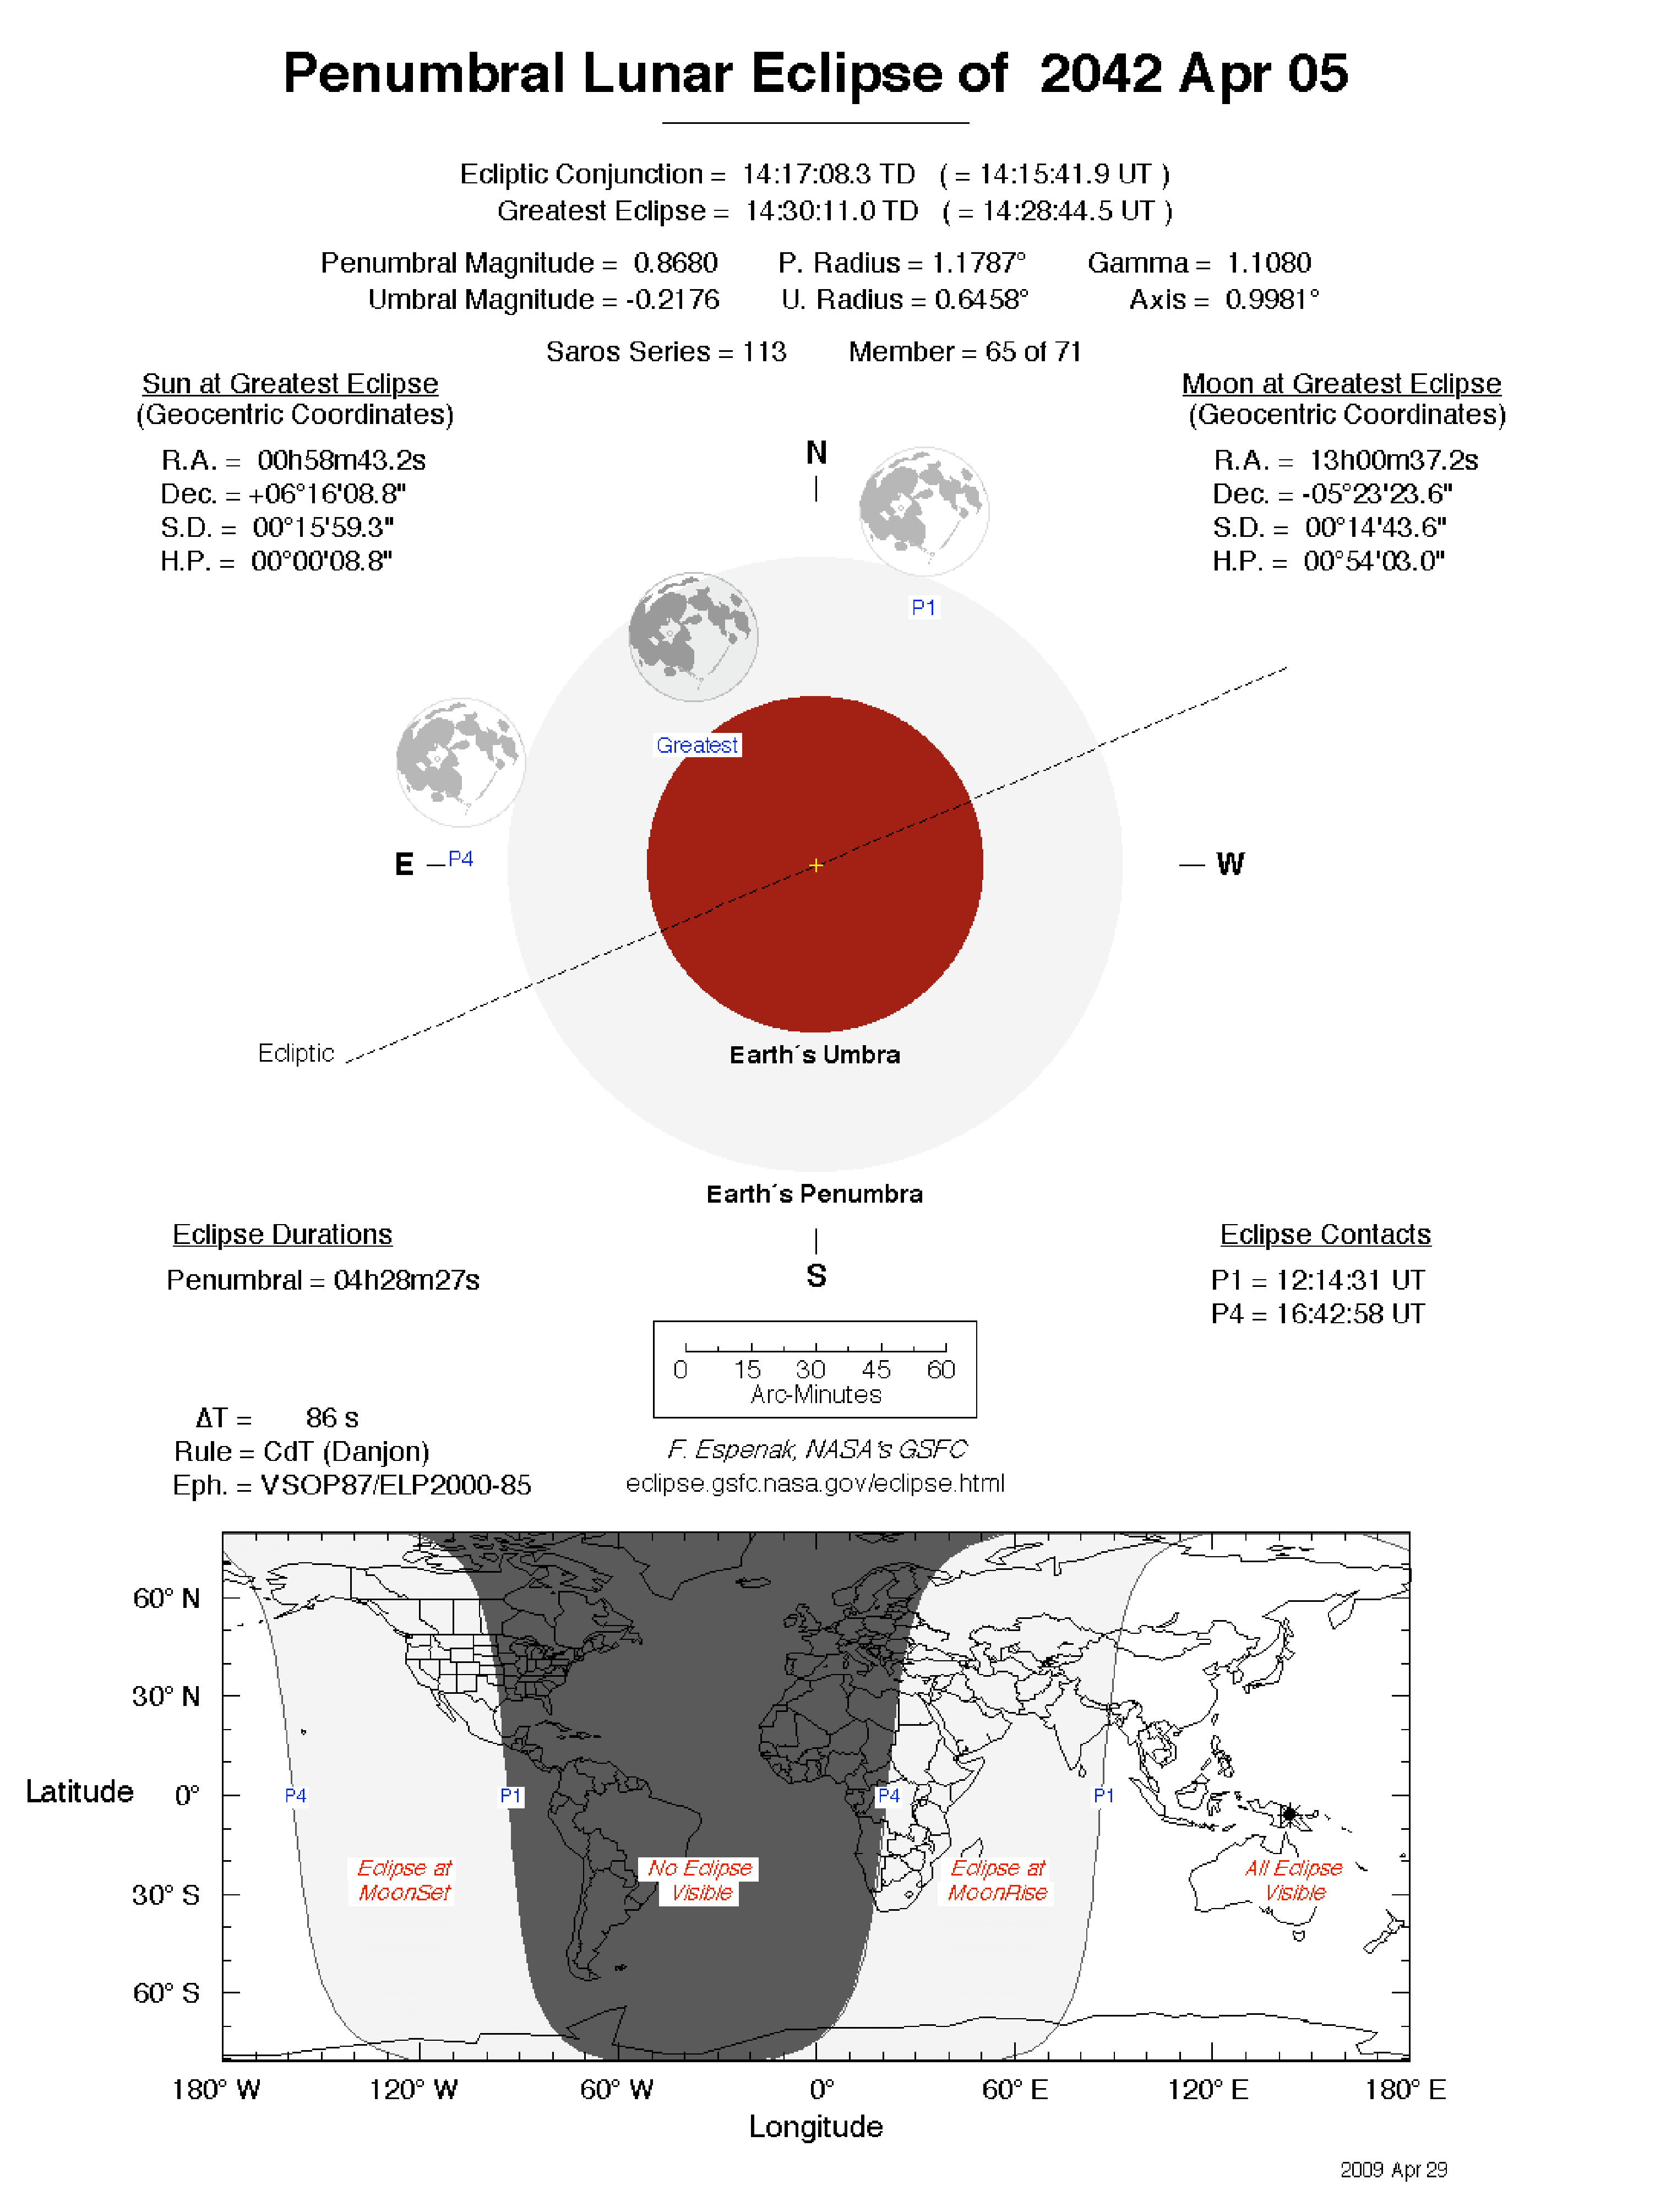 Penumbral Lunar Eclipse of 2042 Apr 05
Ecliptic Conjunction = 14:17:08.3 TD ( = 14:15:41.9 UT )
Greatest Eclipse = 14:30:11.0 TD ( = 14:28:44.5 UT )
Penumbral Magnitude = 0.8680 P. Radius = 1.1787° Gamma = 1.1080
Umbral Magnitude = -0.2176 U. Radius = 0.6458° Axis = 0.9981°
Saros Series = 113 Member = 65 of 71
Sun at Greatest Eclipse
(Geocentric Coordinates)
R.A. = 00h58m43.2s
Dec. = +06°16'08.8"
S.D. = 00°15'59.3"
H.P. = 00°00'08.8"
Moon at Greatest Eclipse
(Geocentric Coordinates)
R.A. = 13h00m37.2s
Dec. = -05°23'23.6"
S.D. = 00°14'43.6"
H.P. = 00°54'03.0"
N
P1
Greatest
E
P4
W
Ecliptic
Earth's Umbra
Earth's Penumbra
S
Eclipse Durations
Penumbral = 04h28m27s
Eclipse Contacts
P1 = 12:14:31 UT
P4 = 16:42:58 UT
0 15 30 45 60
Arc-Minutes
ΔT = 86 s
Rule = CdT (Danjon)
Eph. = VSOP87/ELP2000-85
F. Espenak, NASA's GSFC
eclipse.gsfc.nasa.gov/eclipse.html
60° N
30° N
Latitude 0°
30° S
60° S
P4 P1 P4 P1
Eclipse at
MoonSet
No Eclipse
Visible
Eclipse at
MoonRise
All Eclipse
Visible
180° W 120° W 60° W 0° 60° E 120° E 180° E
Longitude
2009 Apr 29